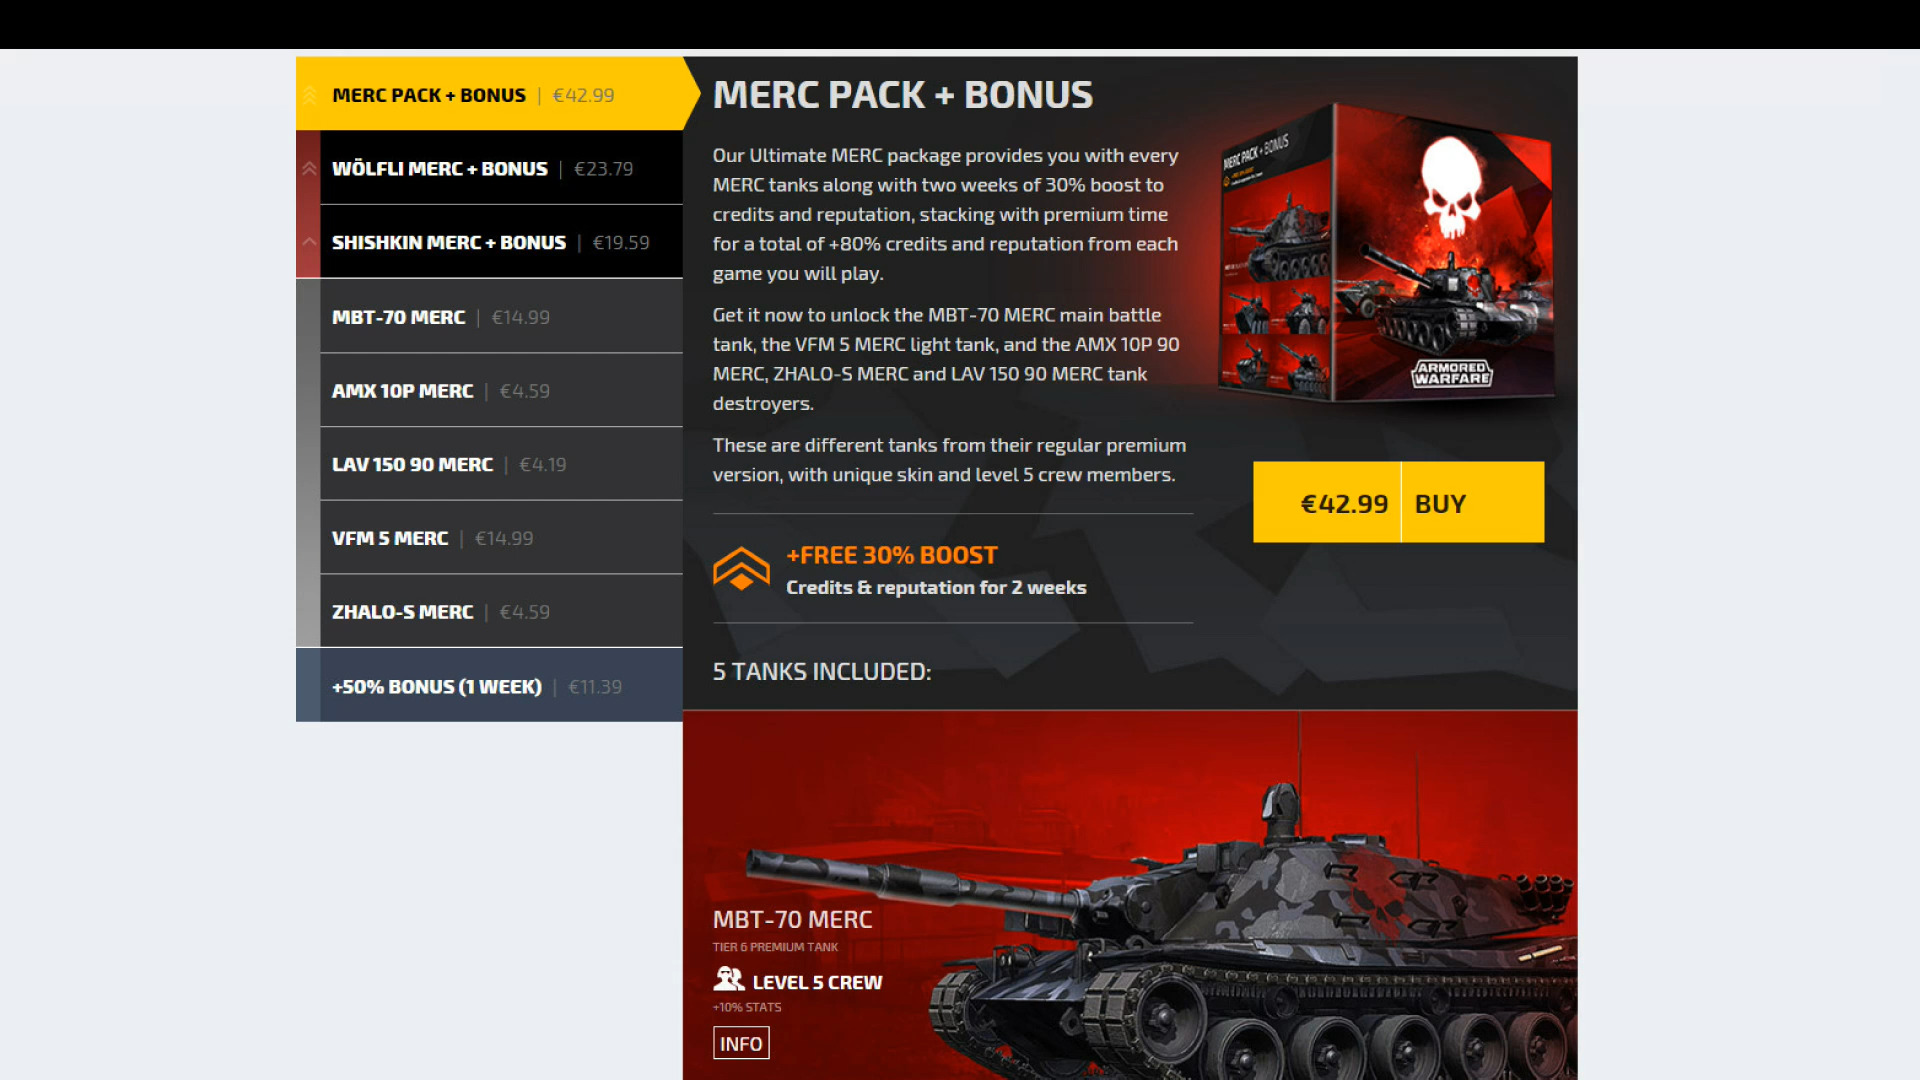 MERC PACK + BONUS | €42.99
WÖLFLI MERC + BONUS | €23.79
SHISHKIN MERC + BONUS | €19.59
MBT-70 MERC | €14.99
AMX 10P MERC | €4.59
LAV 150 90 MERC | €4.19
VFM 5 MERC | €14.99
ZHALO-S MERC | €4.59
+50% BONUS (1 WEEK) | €11.39
MERC PACK + BONUS
Our Ultimate MERC package provides you with every
MERC tanks along with two weeks of 30% boost to
credits and reputation, stacking with premium time
for a total of +80% credits and reputation from each
game you will play.
Get it now to unlock the MBT-70 MERC main battle
tank, the VFM 5 MERC light tank, and the AMX 10P 90
MERC, ZHALO-S MERC and LAV 150 90 MERC tank
destroyers.
These are different tanks from their regular premium
version, with unique skin and level 5 crew members.
MERC PACK + BONUS
ARMORED
WARFARE
€42.99 BUY
+FREE 30% BOOST
Credits & reputation for 2 weeks
5 TANKS INCLUDED:
MBT-70 MERC
TIER 6 PREMIUM TANK
LEVEL 5 CREW
+10% STATS
INFO